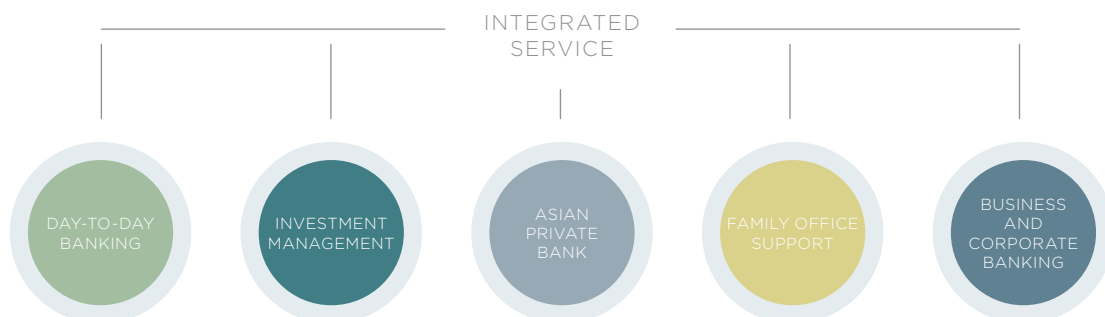 INTEGRATED
SERVICE
DAY-TO-DAY
BANKING
INVESTMENT
MANAGEMENT
ASIAN
PRIVATE
BANK
FAMILY OFFICE
SUPPORT
BUSINESS
AND
CORPORATE
BANKING